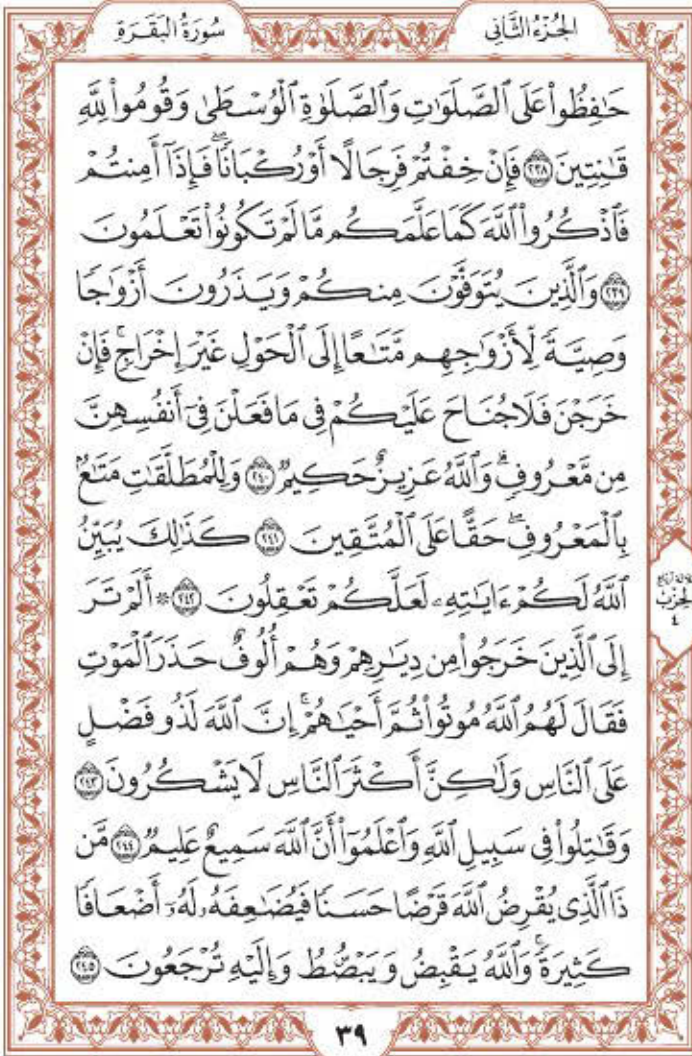 الجُزْءُ الثَّانِي سُورَةُ الْبَقَرَةِ
حَٰفِظُوا۟ عَلَى ٱلصَّلَوَٰتِ وَٱلصَّلَوٰةِ ٱلْوُسْطَىٰ وَقُومُوا۟ لِلَّهِ
قَٰنِتِينَ ٢٣٨ فَإِنْ خِفْتُمْ فَرِجَالًا أَوْ رُكْبَانًا ۖ فَإِذَآ أَمِنتُمْ
فَٱذْكُرُوا۟ ٱللَّهَ كَمَا عَلَّمَكُم مَّا لَمْ تَكُونُوا۟ تَعْلَمُونَ
٢٣٩ وَٱلَّذِينَ يُتَوَفَّوْنَ مِنكُمْ وَيَذَرُونَ أَزْوَٰجًا
وَصِيَّةً لِّأَزْوَٰجِهِم مَّتَٰعًا إِلَى ٱلْحَوْلِ غَيْرَ إِخْرَاجٍ ۚ فَإِنْ
خَرَجْنَ فَلَا جُنَاحَ عَلَيْكُمْ فِى مَا فَعَلْنَ فِىٓ أَنفُسِهِنَّ
مِن مَّعْرُوفٍ ۗ وَٱللَّهُ عَزِيزٌ حَكِيمٌ ٢٤٠ وَلِلْمُطَلَّقَٰتِ مَتَٰعٌۢ
بِٱلْمَعْرُوفِ ۖ حَقًّا عَلَى ٱلْمُتَّقِينَ ٢٤١ كَذَٰلِكَ يُبَيِّنُ
ٱللَّهُ لَكُمْ ءَايَٰتِهِۦ لَعَلَّكُمْ تَعْقِلُونَ ٢٤٢ ۞ أَلَمْ تَرَ
إِلَى ٱلَّذِينَ خَرَجُوا۟ مِن دِيَٰرِهِمْ وَهُمْ أُلُوفٌ حَذَرَ ٱلْمَوْتِ
فَقَالَ لَهُمُ ٱللَّهُ مُوتُوا۟ ثُمَّ أَحْيَٰهُمْ ۚ إِنَّ ٱللَّهَ لَذُو فَضْلٍ
عَلَى ٱلنَّاسِ وَلَٰكِنَّ أَكْثَرَ ٱلنَّاسِ لَا يَشْكُرُونَ ٢٤٣
وَقَٰتِلُوا۟ فِى سَبِيلِ ٱللَّهِ وَٱعْلَمُوٓا۟ أَنَّ ٱللَّهَ سَمِيعٌ عَلِيمٌ ٢٤٤ مَّن
ذَا ٱلَّذِى يُقْرِضُ ٱللَّهَ قَرْضًا حَسَنًا فَيُضَٰعِفَهُۥ لَهُۥٓ أَضْعَافًا
كَثِيرَةً ۚ وَٱللَّهُ يَقْبِضُ وَيَبْصُۜطُ وَإِلَيْهِ تُرْجَعُونَ ٢٤٥
الحِزْب
٤
٣٩